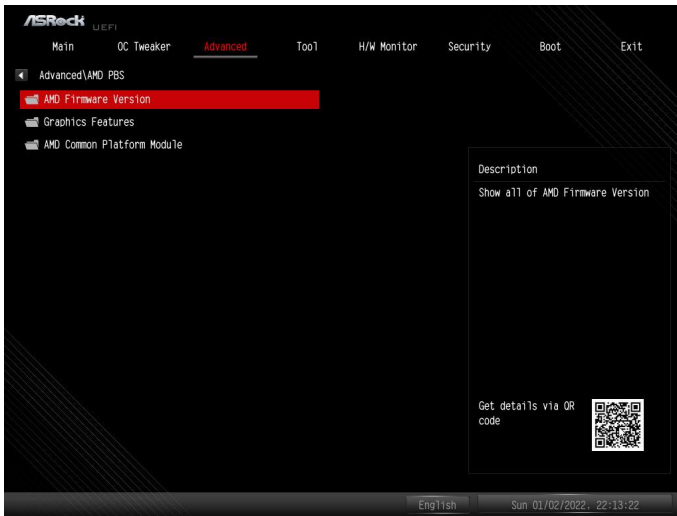 ASRock UEFI
Main OC Tweaker Advanced Tool H/W Monitor Security Boot Exit
Advanced\AMD PBS
AMD Firmware Version
Graphics Features
AMD Common Platform Module
Description
Show all of AMD Firmware Version
Get details via QR
code
English Sun 01/02/2022, 22:13:22